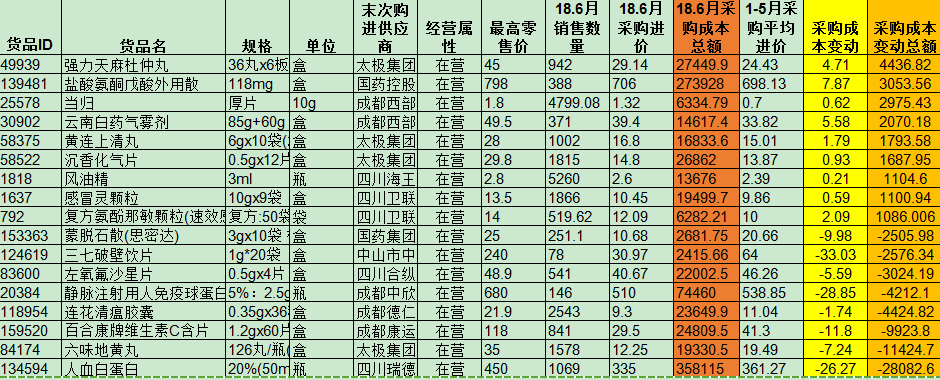 货品ID 货品名 规格 单位 末次购进供应商 经营属性 最高零售价 18.6月销售数量 18.6月采购进价 18.6月采购成本总额 1-5月采购平均进价 采购成本变动 采购成本变动总额
49939 强力天麻杜仲丸 36丸x6板 盒 太极集团 在营 45 942 29.14 27449.9 24.43 4.71 4436.82
139481 盐酸氨酮戊酸外用散 118mg 盒 国药控股 在营 798 388 706 273928 698.13 7.87 3053.56
25578 当归 厚片 10g 成都西部 在营 1.8 4799.08 1.32 6334.79 0.7 0.62 2975.43
30902 云南白药气雾剂 85g+60g 盒 成都西部 在营 49.5 371 39.4 14617.4 33.82 5.58 2070.18
58375 黄连上清丸 6gx10袋( 盒 太极集团 在营 28 1002 16.8 16833.6 15.01 1.79 1793.58
58522 沉香化气片 0.5gx12片 盒 太极集团 在营 29.8 1815 14.8 26862 13.87 0.93 1687.95
1818 风油精 3ml 瓶 四川海王 在营 2.8 5260 2.6 13676 2.39 0.21 1104.6
1637 感冒灵颗粒 10gx9袋 盒 四川卫联 在营 13.5 1866 10.45 19499.7 9.86 0.59 1100.94
792 复方氨酚那敏颗粒(速效 复方:50袋 袋 四川卫联 在营 14 519.62 12.09 6282.21 10 2.09 1086.006
153363 蒙脱石散(思密达) 3gx10袋 盒 国药集团 在营 25 251.1 10.68 2681.75 20.66 -9.98 -2505.98
124619 三七破壁饮片 1g*20袋 盒 中山市中 在营 240 78 30.97 2415.66 64 -33.03 -2576.34
83600 左氧氟沙星片 0.5gx4片 盒 四川合纵 在营 48.9 541 40.67 22002.5 46.26 -5.59 -3024.19
20384 静脉注射用人免疫球蛋白 5%：2.5g 瓶 成都中欣 在营 680 146 510 74460 538.85 -28.85 -4212.1
118954 连花清瘟胶囊 0.35gx36 盒 成都德仁 在营 21.9 2543 9.3 23649.9 11.04 -1.74 -4424.82
159520 百合康牌维生素C含片 1.2gx60片 盒 成都康运 在营 118 841 29.5 24809.5 41.3 -11.8 -9923.8
84174 六味地黄丸 126丸/瓶( 盒 太极集团 在营 35 1578 12.25 19330.5 19.49 -7.24 -11424.7
134594 人血白蛋白 20%(50m 瓶 四川瑞德 在营 450 1069 335 358115 361.27 -26.27 -28082.6